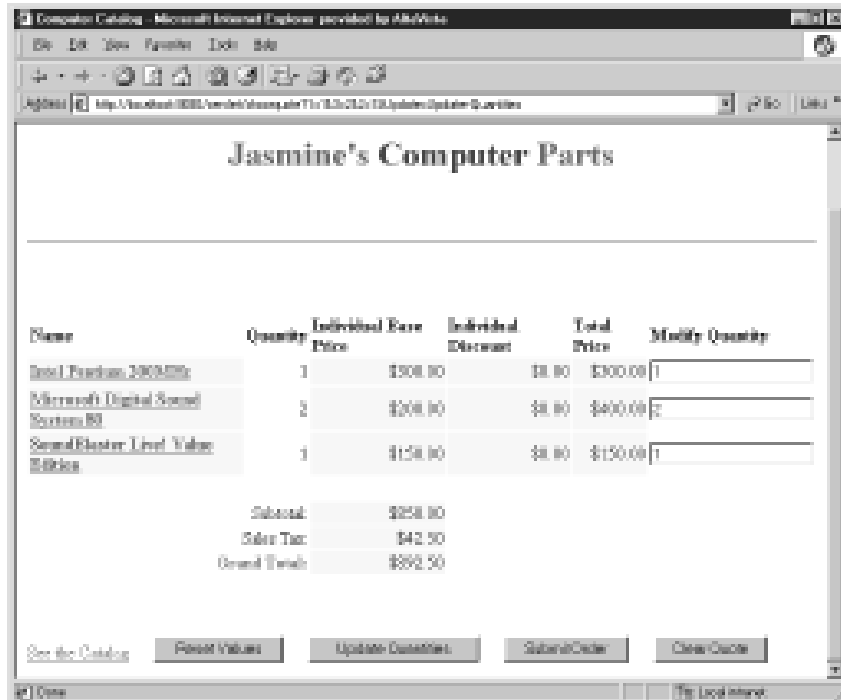 Computer Catalog - Microsoft Internet Explorer provided by AltaVista
File Edit View Favorites Tools Help
Address Go Links
Jasmine's Computer Parts
Name Quantity Individual Base Price Individual Discount Total Price Modify Quantity
Intel Pentium 1 $300.00 $0.00 $300.00 1
Microsoft Digital Sound System 80 2 $200.00 $0.00 $400.00 2
SoundBlaster Live! Value Edition 1 $150.00 $0.00 $150.00 1
Subtotal: $850.00
Sales Tax: $42.50
Grand Total: $892.50
See the Catalog Reset Values Update Quantities Submit Order Clear Quote
Done Local intranet